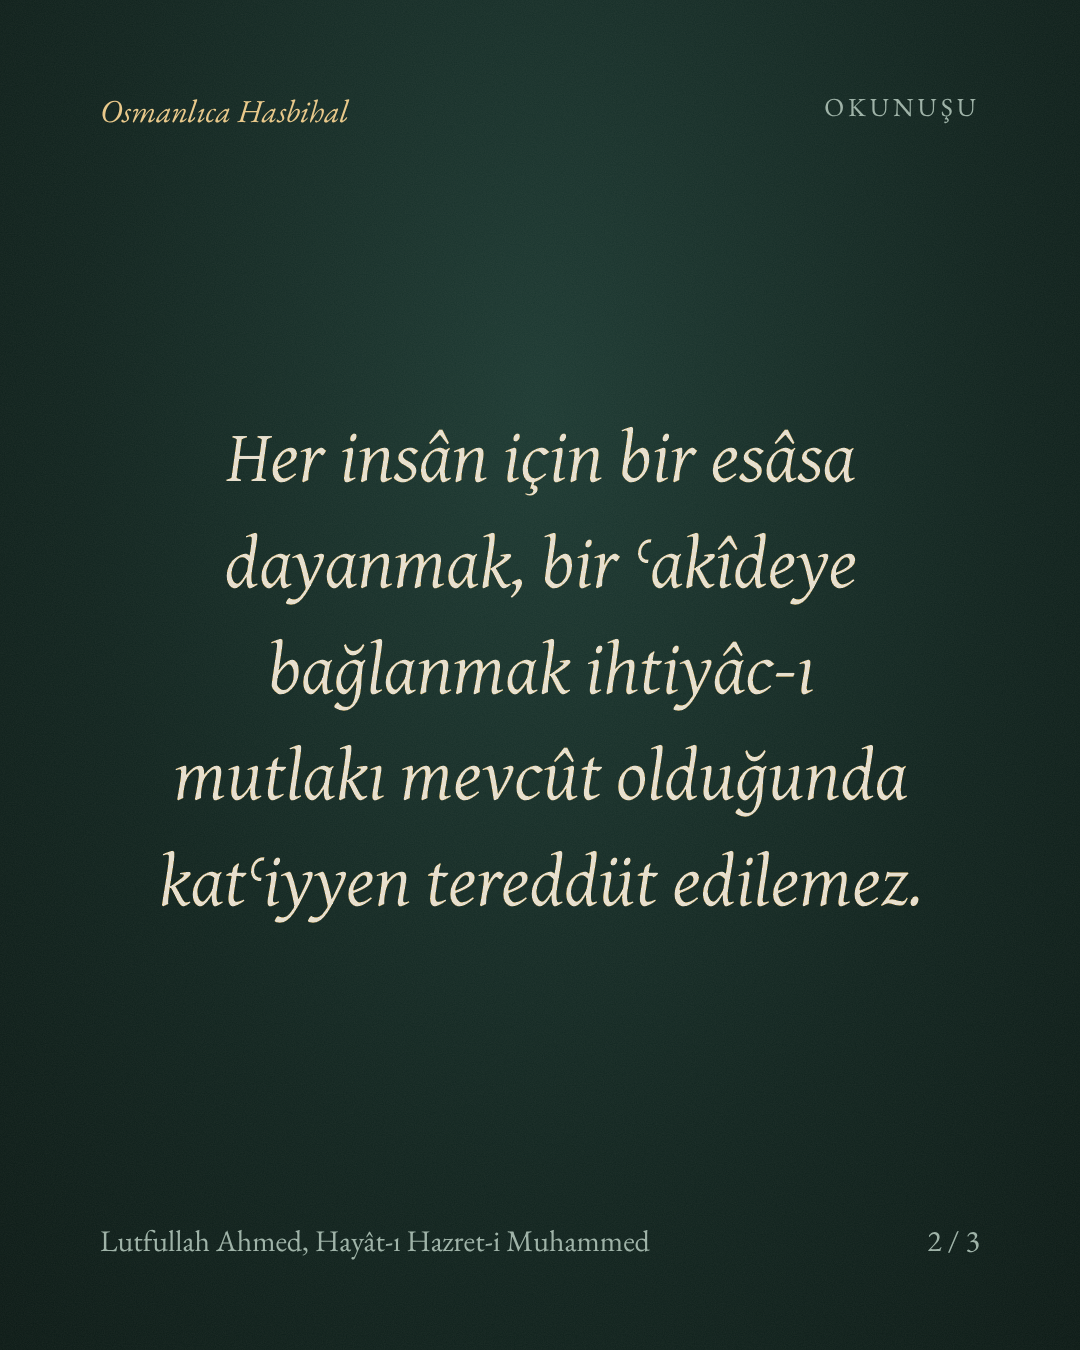 Osmanlıca Hasbihal
OKUNUŞU
Her insân için bir esâsa
dayanmak, bir ʿakîdeye
bağlanmak ihtiyâc-ı
mutlakı mevcût olduğunda
katʿiyyen tereddüt edilemez.
Lutfullah Ahmed, Hayât-ı Hazret-i Muhammed
2 / 3